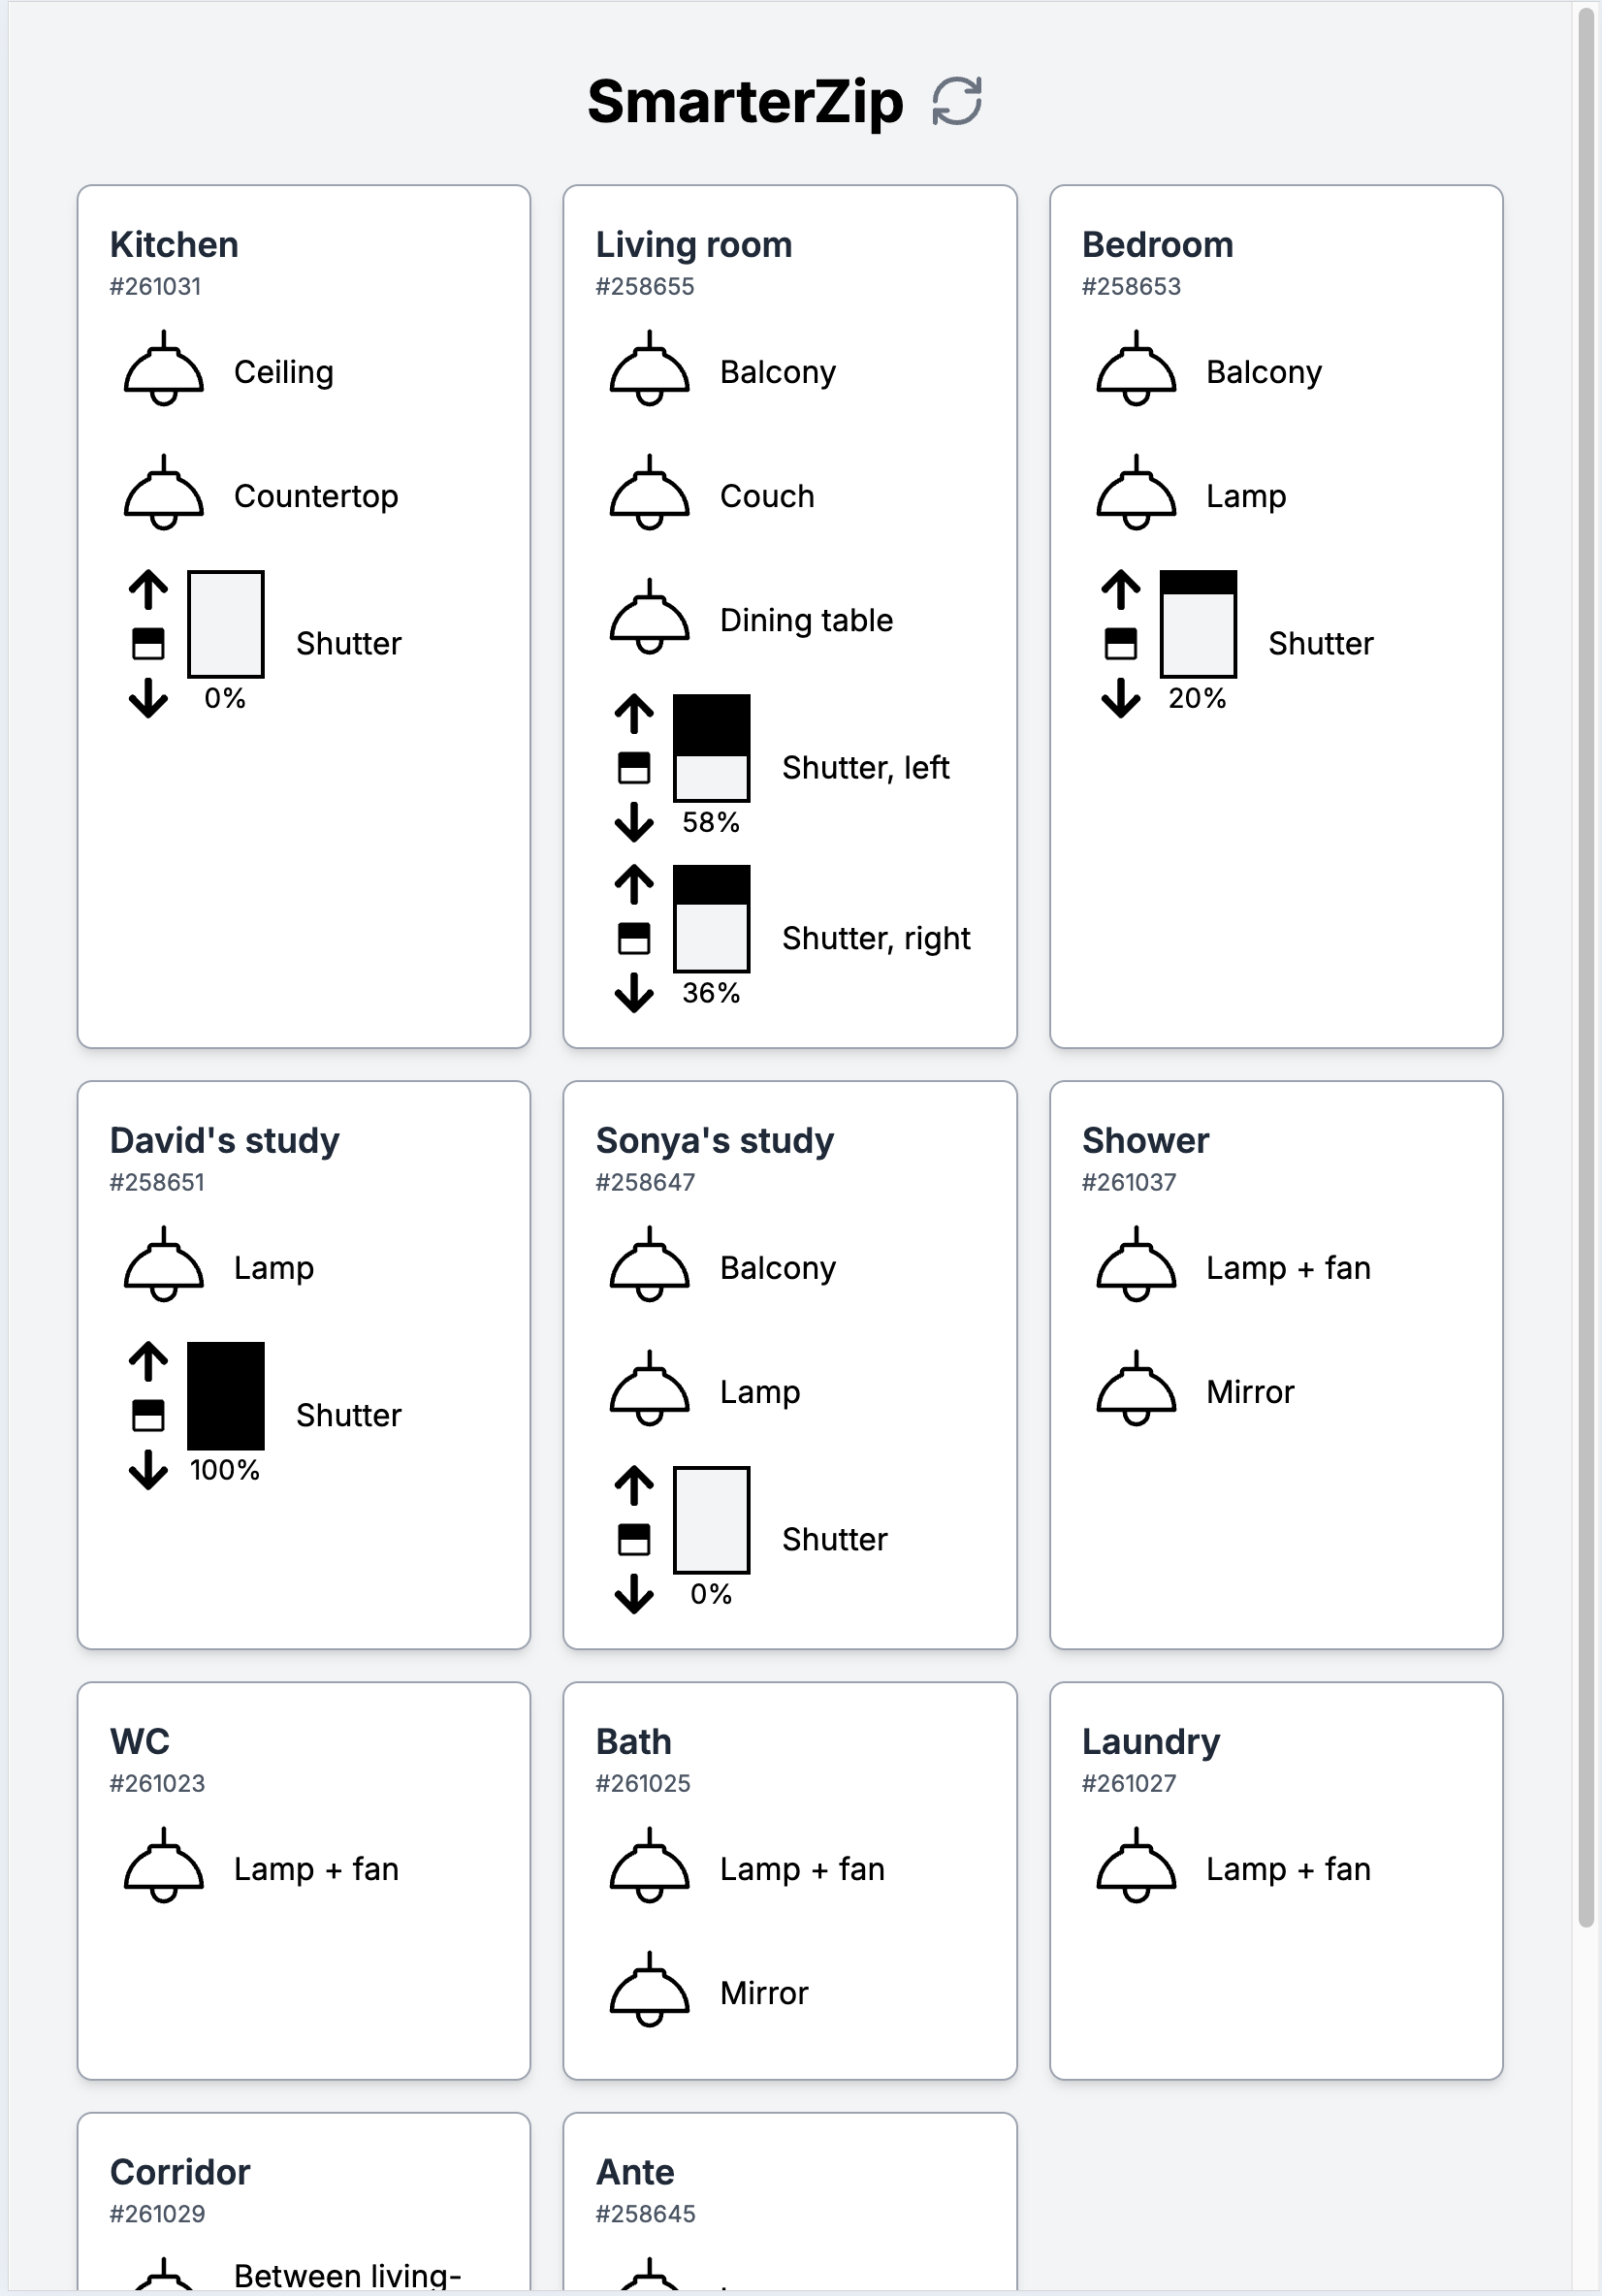 SmarterZip
Kitchen
#261031
Ceiling
Countertop
Shutter
0%
Living room
#258655
Balcony
Couch
Dining table
Shutter, left
58%
Shutter, right
36%
Bedroom
#258653
Balcony
Lamp
Shutter
20%
David's study
#258651
Lamp
Shutter
100%
Sonya's study
#258647
Balcony
Lamp
Shutter
0%
Shower
#261037
Lamp + fan
Mirror
WC
#261023
Lamp + fan
Bath
#261025
Lamp + fan
Mirror
Laundry
#261027
Lamp + fan
Corridor
#261029
Between living-
Ante
#258645